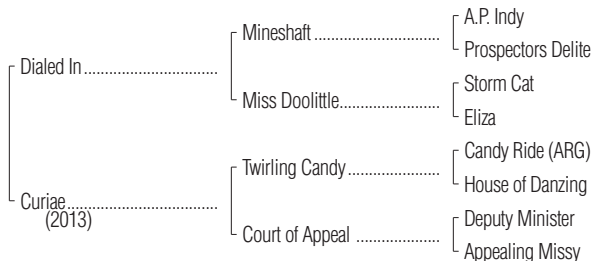 A.P. Indy
Mineshaft ..............................
Prospectors Delite
Dialed In................................
Storm Cat
Miss Doolittle........................
Eliza
Candy Ride (ARG)
Twirling Candy ......................
House of Danzing
Curiae....................................
(2013)
Deputy Minister
Court of Appeal ....................
Appealing Missy